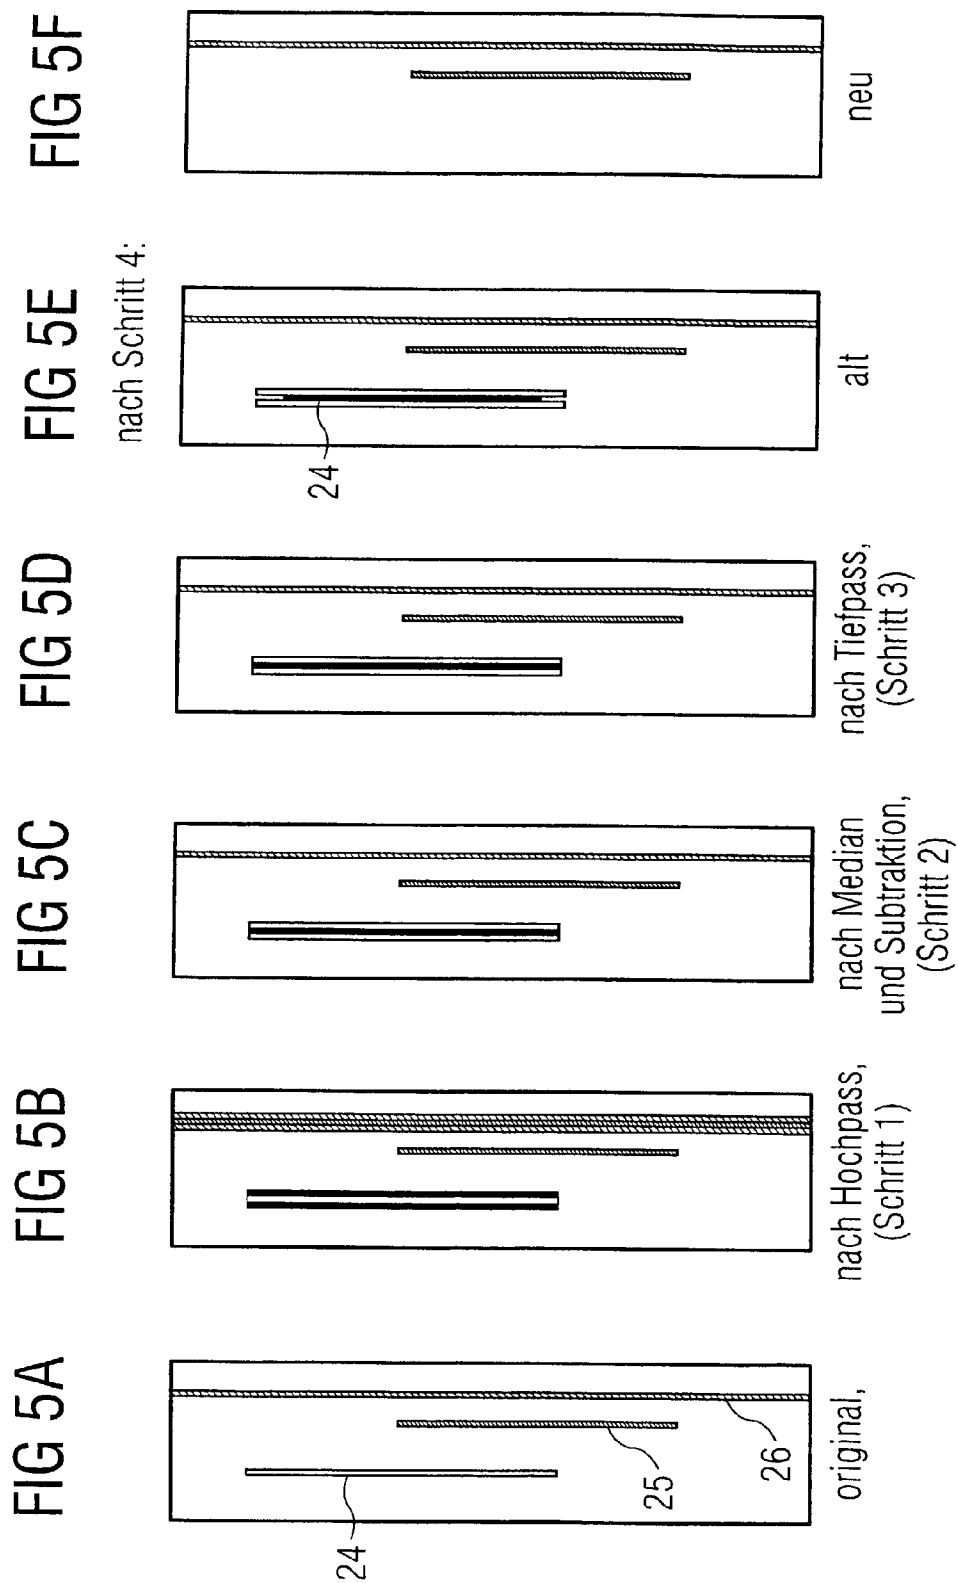 FIG 5A
24
25
26
original,
FIG 5B
nach Hochpass,
(Schritt 1)
FIG 5C
nach Median
und Subtraktion,
(Schritt 2)
FIG 5D
nach Tiefpass,
(Schritt 3)
FIG 5E
nach Schritt 4:
24
alt
FIG 5F
neu